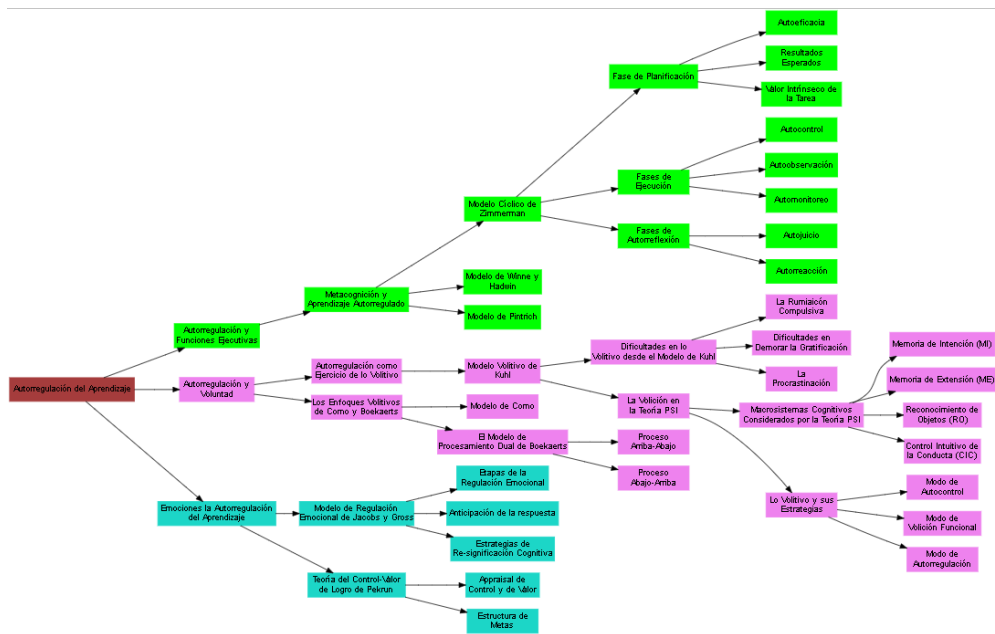 Autoeficacia
Resultados
Esperados
Fase de Planificación
Valor Intrínseco de
la Tarea
Autocontrol
Autoobservación
Fases de
Ejecución
Automonitoreo
Modelo Cíclico de
Zimmerman
Fases de
Autorreflexión
Autojuicio
Autorreacción
Modelo de Winne y
Hadwin
Metacognición y
Aprendizaje Autorregulado
Modelo de Pintrich
Autorregulación y
Funciones Ejecutivas
La Rumiaicón
Compulsiva
Dificultades en lo
Volitivo desde el Modelo de Kuhl
Dificultades en
Demorar la Gratificación
La
Procrastinación
Memoria de Intención (MI)
Memoria de Extensión (ME)
Autorregulación como
Ejercicio de lo Volitivo
Modelo Volitivo de
Kuhl
Autorregulación del Aprendizaje
Autorregulación y
Voluntad
Los Enfoques Volitivos
de Corno y Boekaerts
Modelo de Corno
La Volición en
la Teoría PSI
Macrosistemas Cognitivos
Considerados por la Teoría PSI
Reconocimiento de
Objetos (RO)
Control Intuitivo de
la Conducta (CIC)
El Modelo de
Procesamiento Dual de Boekaerts
Proceso
Arriba-Abajo
Proceso
Abajo-Arriba
Lo Volitivo y sus
Estrategias
Modo de
Autocontrol
Modo de
Volición Funcional
Modo de
Autorregulación
Etapas de la
Regulación Emocional
Emociones la Autorregulación
del Aprendizaje
Modelo de Regulación
Emocional de Jacobs y Gross
Anticipación de la respuesta
Estrategias de
Re-significación Cognitiva
Teoría del Control-Valor
de Logro de Pekrun
Appraisal de
Control y de Valor
Estructura de
Metas